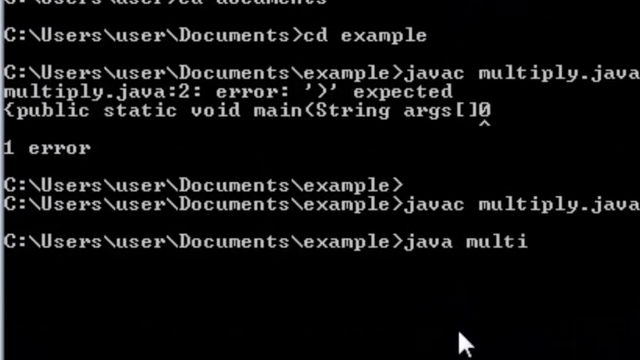 C:\Users\user>cd documents
C:\Users\user\Documents>cd example
C:\Users\user\Documents\example>javac multiply.java
multiply.java:2: error: ')' expected
{public static void main(String args[]0
^
1 error
C:\Users\user\Documents\example>
C:\Users\user\Documents\example>javac multiply.java
C:\Users\user\Documents\example>java multi